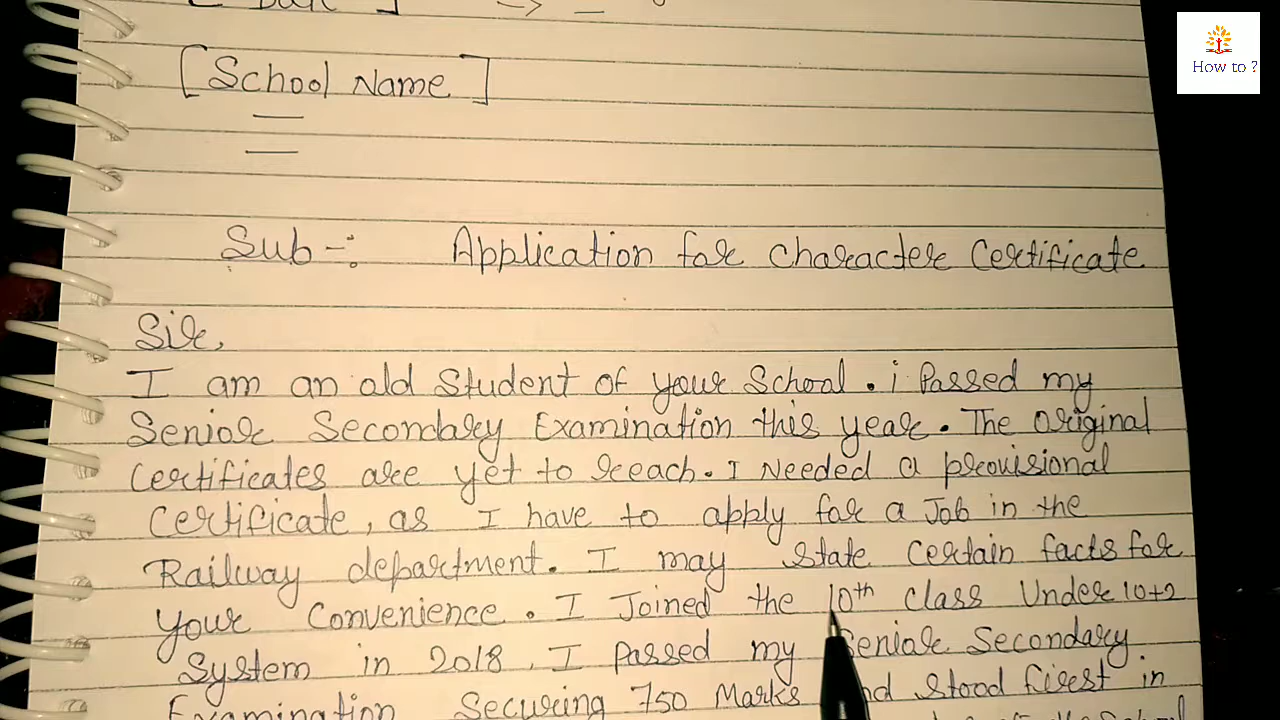 [School Name]
Sub-: Application for Character Certificate
Sir,
I am an old Student of your School. i Passed my
Senior Secondary Examination this year. The original
Certificates are yet to reach. I Needed a provisional
Certificate, as I have to apply for a Job in the
Railway department. I may state certain facts for
your Convenience. I Joined the 10th class Under 10+2
System in 2018, I passed my Senior Secondary
Examination Securing 750 Marks and stood first in
How to ?